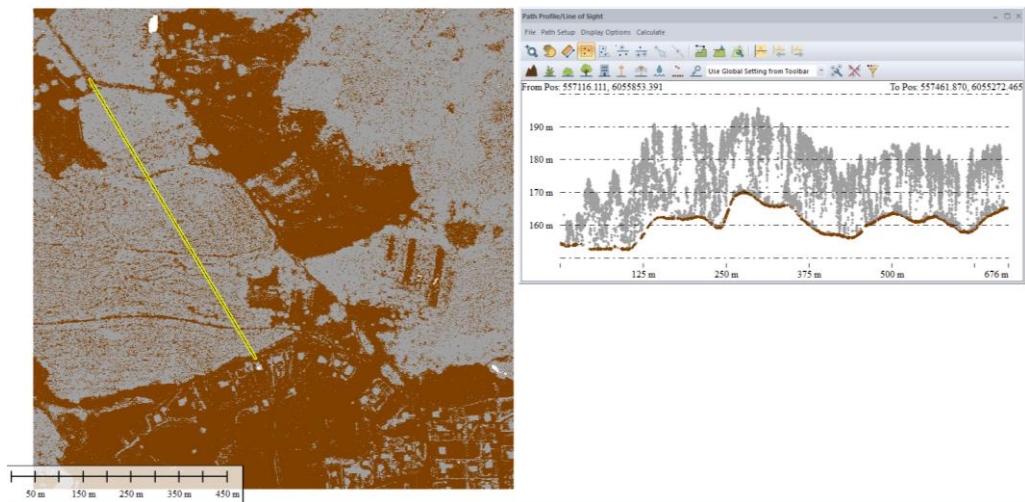 Path Profile/Line of Sight
File Path Setup Display Options Calculate
Use Global Setting from Toolbar
From Pos: 557116.111, 6055853.391 To Pos: 557461.870, 6055272.465
190 m
180 m
170 m
160 m
125 m 250 m 375 m 500 m 676 m
50 m 150 m 250 m 350 m 450 m